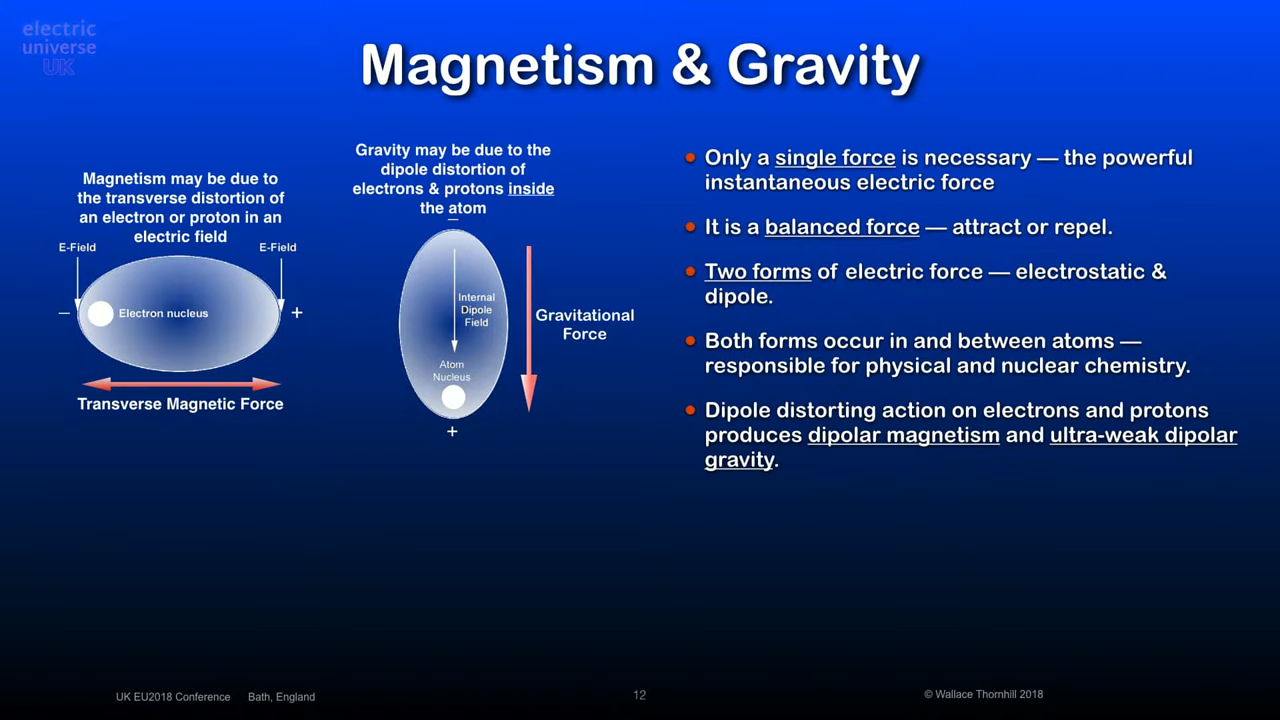 electric
universe
UK
Magnetism & Gravity
Magnetism may be due to
the transverse distortion of
an electron or proton in an
electric field
E-Field
E-Field
–
Electron nucleus
+
Transverse Magnetic Force
Gravity may be due to the
dipole distortion of
electrons & protons inside
the atom
–
Internal
Dipole
Field
Atom
Nucleus
+
Gravitational
Force
• Only a single force is necessary — the powerful
instantaneous electric force
• It is a balanced force — attract or repel.
• Two forms of electric force — electrostatic &
dipole.
• Both forms occur in and between atoms —
responsible for physical and nuclear chemistry.
• Dipole distorting action on electrons and protons
produces dipolar magnetism and ultra-weak dipolar
gravity.
UK EU2018 Conference Bath, England
12
© Wallace Thornhill 2018